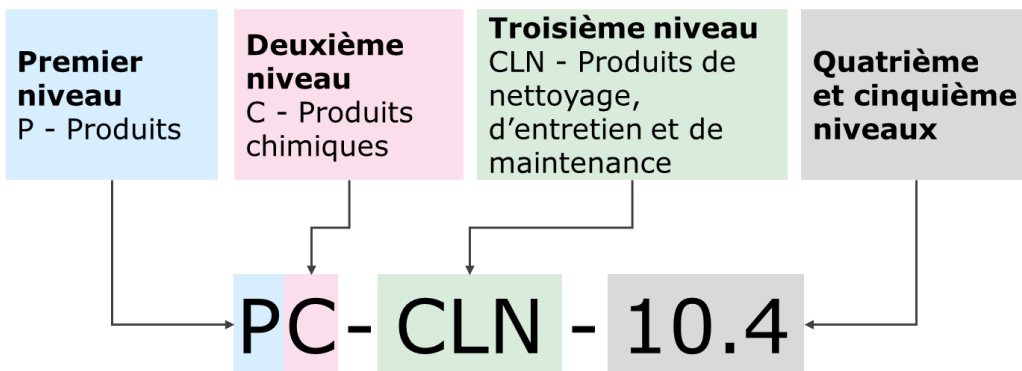 Premier
niveau
P - Produits
Deuxième
niveau
C - Produits
chimiques
Troisième niveau
CLN - Produits de
nettoyage,
d’entretien et de
maintenance
Quatrième
et cinquième
niveaux
PC-CLN-10.4